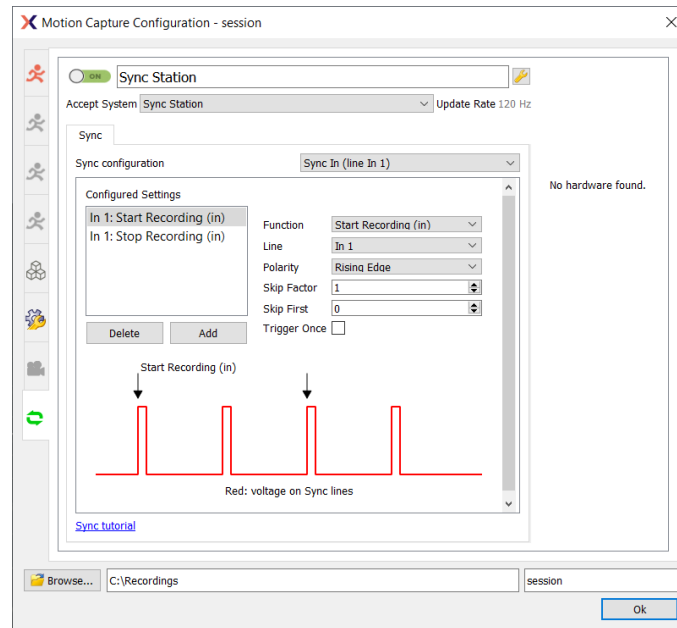 Motion Capture Configuration - session
ON Sync Station
Accept System Sync Station Update Rate 120 Hz
Sync
Sync configuration Sync In (line In 1)
No hardware found.
Configured Settings
In 1: Start Recording (in)
In 1: Stop Recording (in)
Function Start Recording (in)
Line In 1
Polarity Rising Edge
Skip Factor 1
Skip First 0
Trigger Once
Delete Add
Start Recording (in)
Red: voltage on Sync lines
Sync tutorial
Browse... C:\Recordings session
Ok